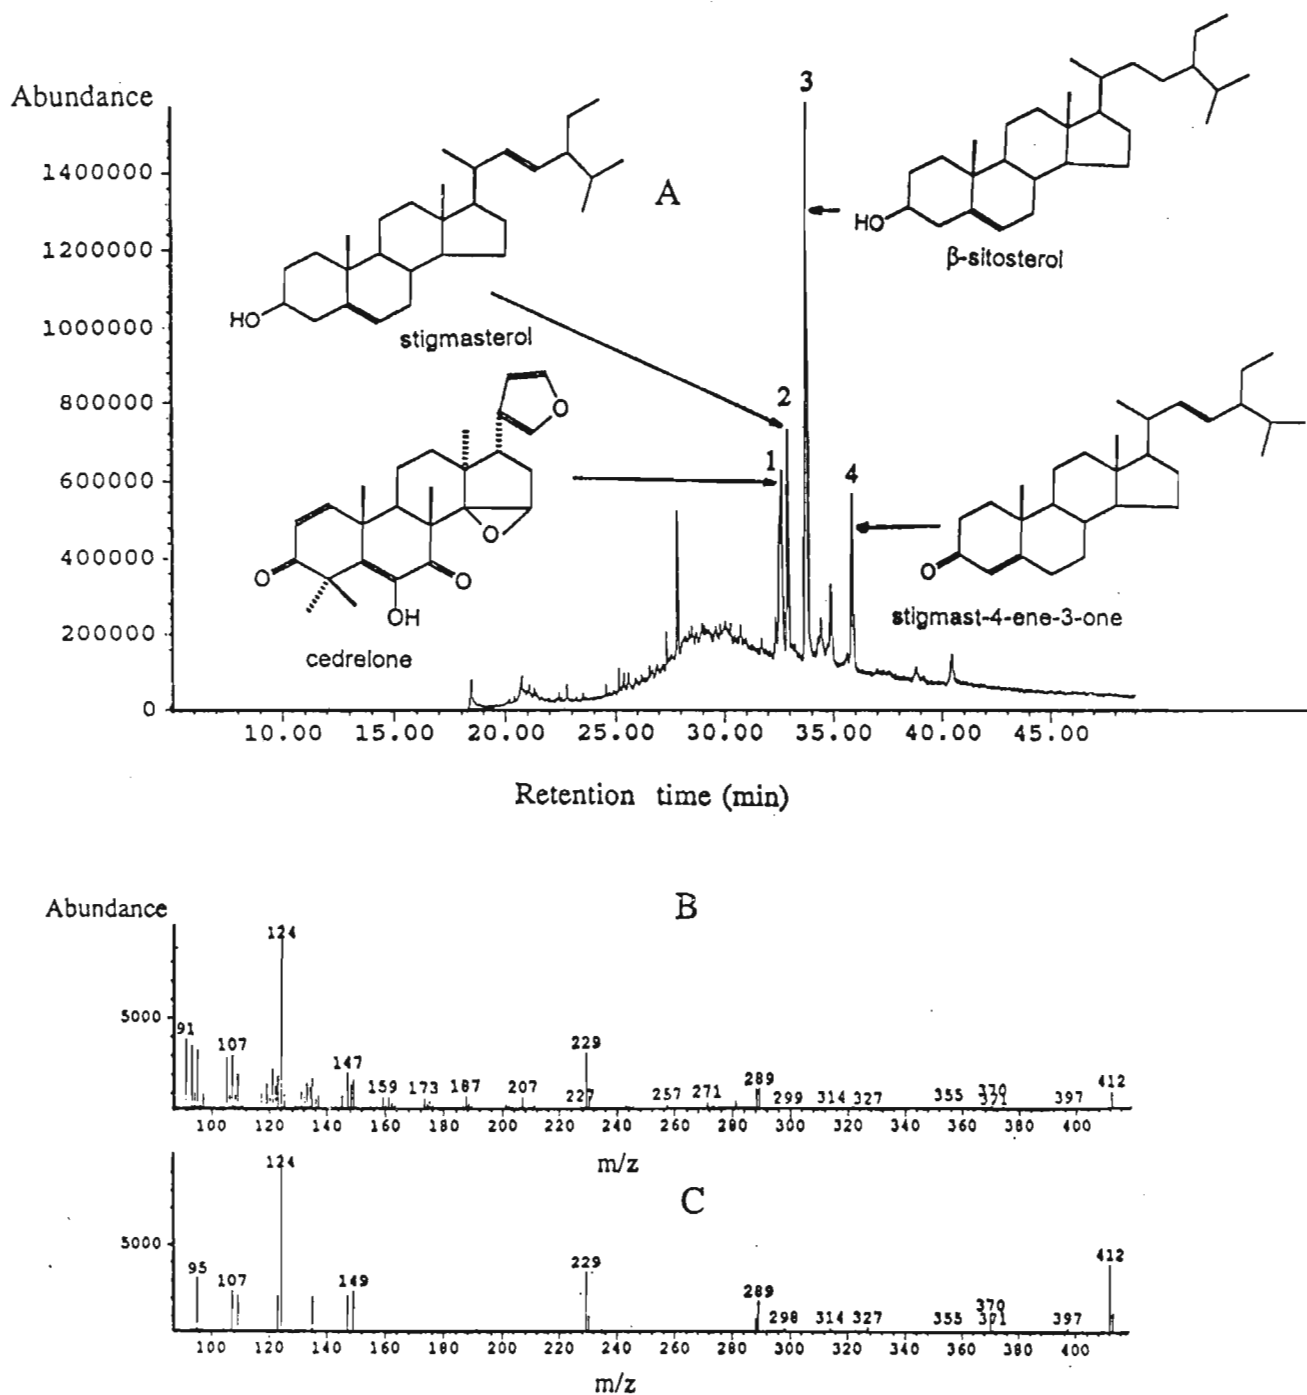 Abundance
1400000
1200000
1000000
800000
600000
400000
200000
0
10.00 15.00 20.00 25.00 30.00 35.00 40.00 45.00
Retention time (min)
A
HO
stigmasterol
O
O
O
OH
O
cedrelone
1
2
3
4
HO
β-sitosterol
O
stigmast-4-ene-3-one
B
Abundance
5000
91
107
124
147
159
173
187
207
227
229
257
271
289
299
314
327
355
370
371
397
412
100 120 140 160 180 200 220 240 260 280 300 320 340 360 380 400
m/z
C
5000
95
107
124
149
229
289
298
314
327
355
370
371
397
412
100 120 140 160 180 200 220 240 260 280 300 320 340 360 380 400
m/z